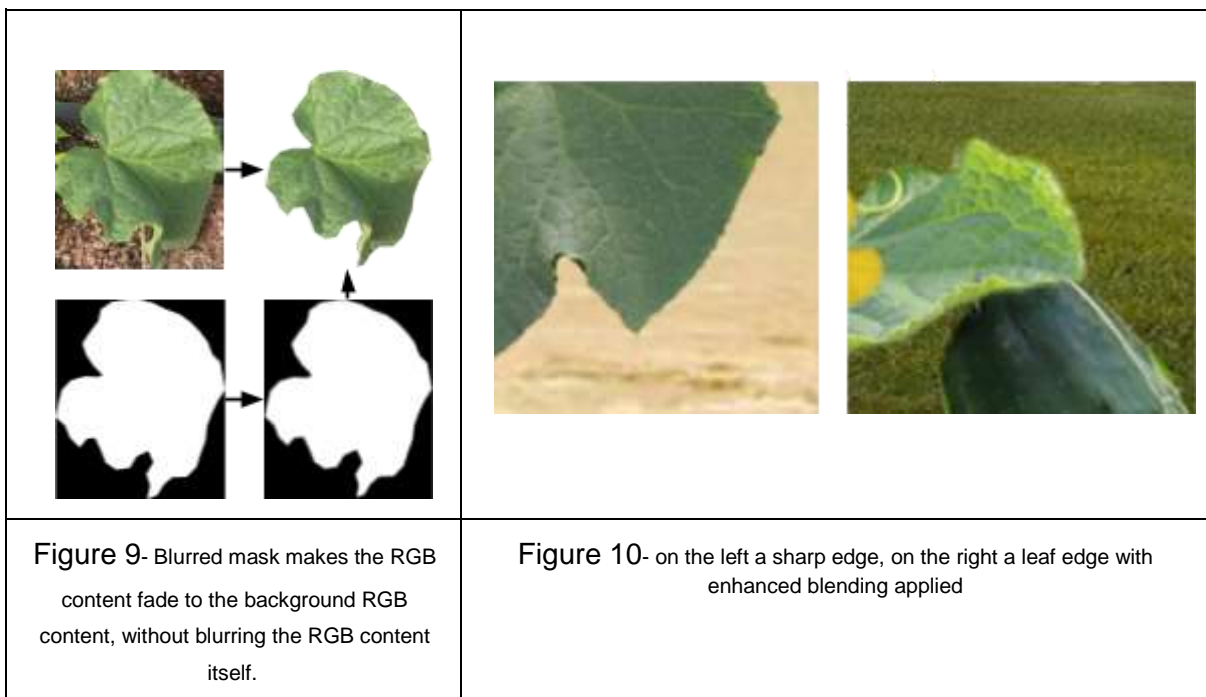 Figure 9- Blurred mask makes the RGB
content fade to the background RGB
content, without blurring the RGB content
itself.
Figure 10- on the left a sharp edge, on the right a leaf edge with
enhanced blending applied